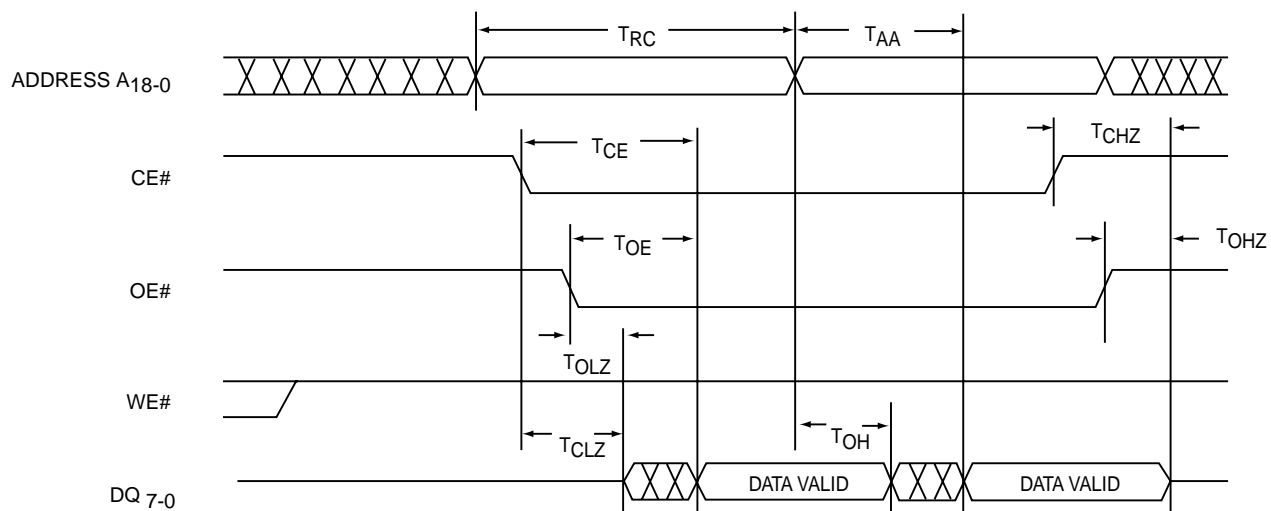 TRC
TAA
ADDRESS A18-0
TCE
TCHZ
CE#
TOE
TOHZ
OE#
TOLZ
WE#
TCLZ
TOH
DQ 7-0
DATA VALID
DATA VALID